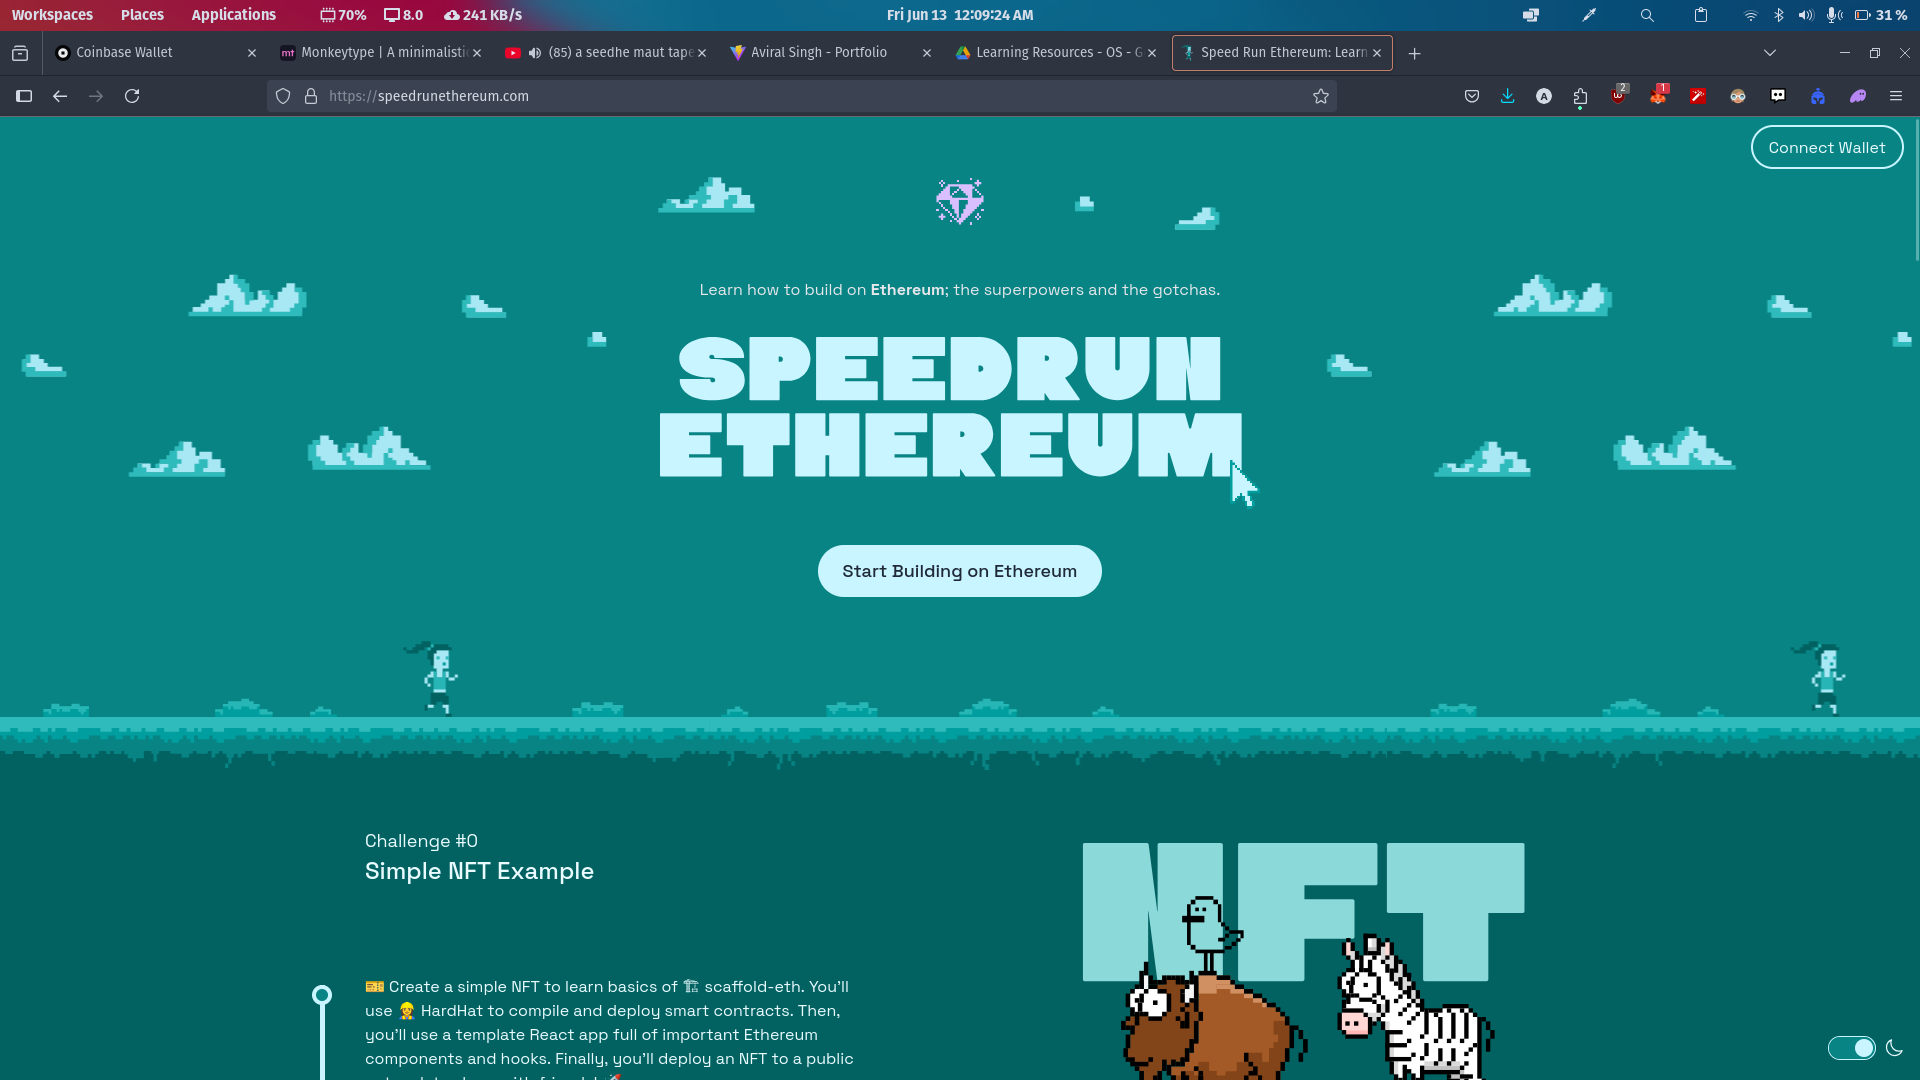 Workspaces Places Applications 70% 8.0 241 KB/s Fri Jun 13 12:09:24 AM 31 %
Coinbase Wallet
mt Monkeytype | A minimalistic
(85) a seedhe maut tape
Aviral Singh - Portfolio
Learning Resources - OS - G
Speed Run Ethereum: Learn
https://speedrunethereum.com
A
2
1
Connect Wallet
Learn how to build on Ethereum; the superpowers and the gotchas.
SPEEDRUN
ETHEREUM
Start Building on Ethereum
Challenge #0
Simple NFT Example
NFT
🎫 Create a simple NFT to learn basics of 🏗 scaffold-eth. You'll
use 👷 HardHat to compile and deploy smart contracts. Then,
you'll use a template React app full of important Ethereum
components and hooks. Finally, you'll deploy an NFT to a public